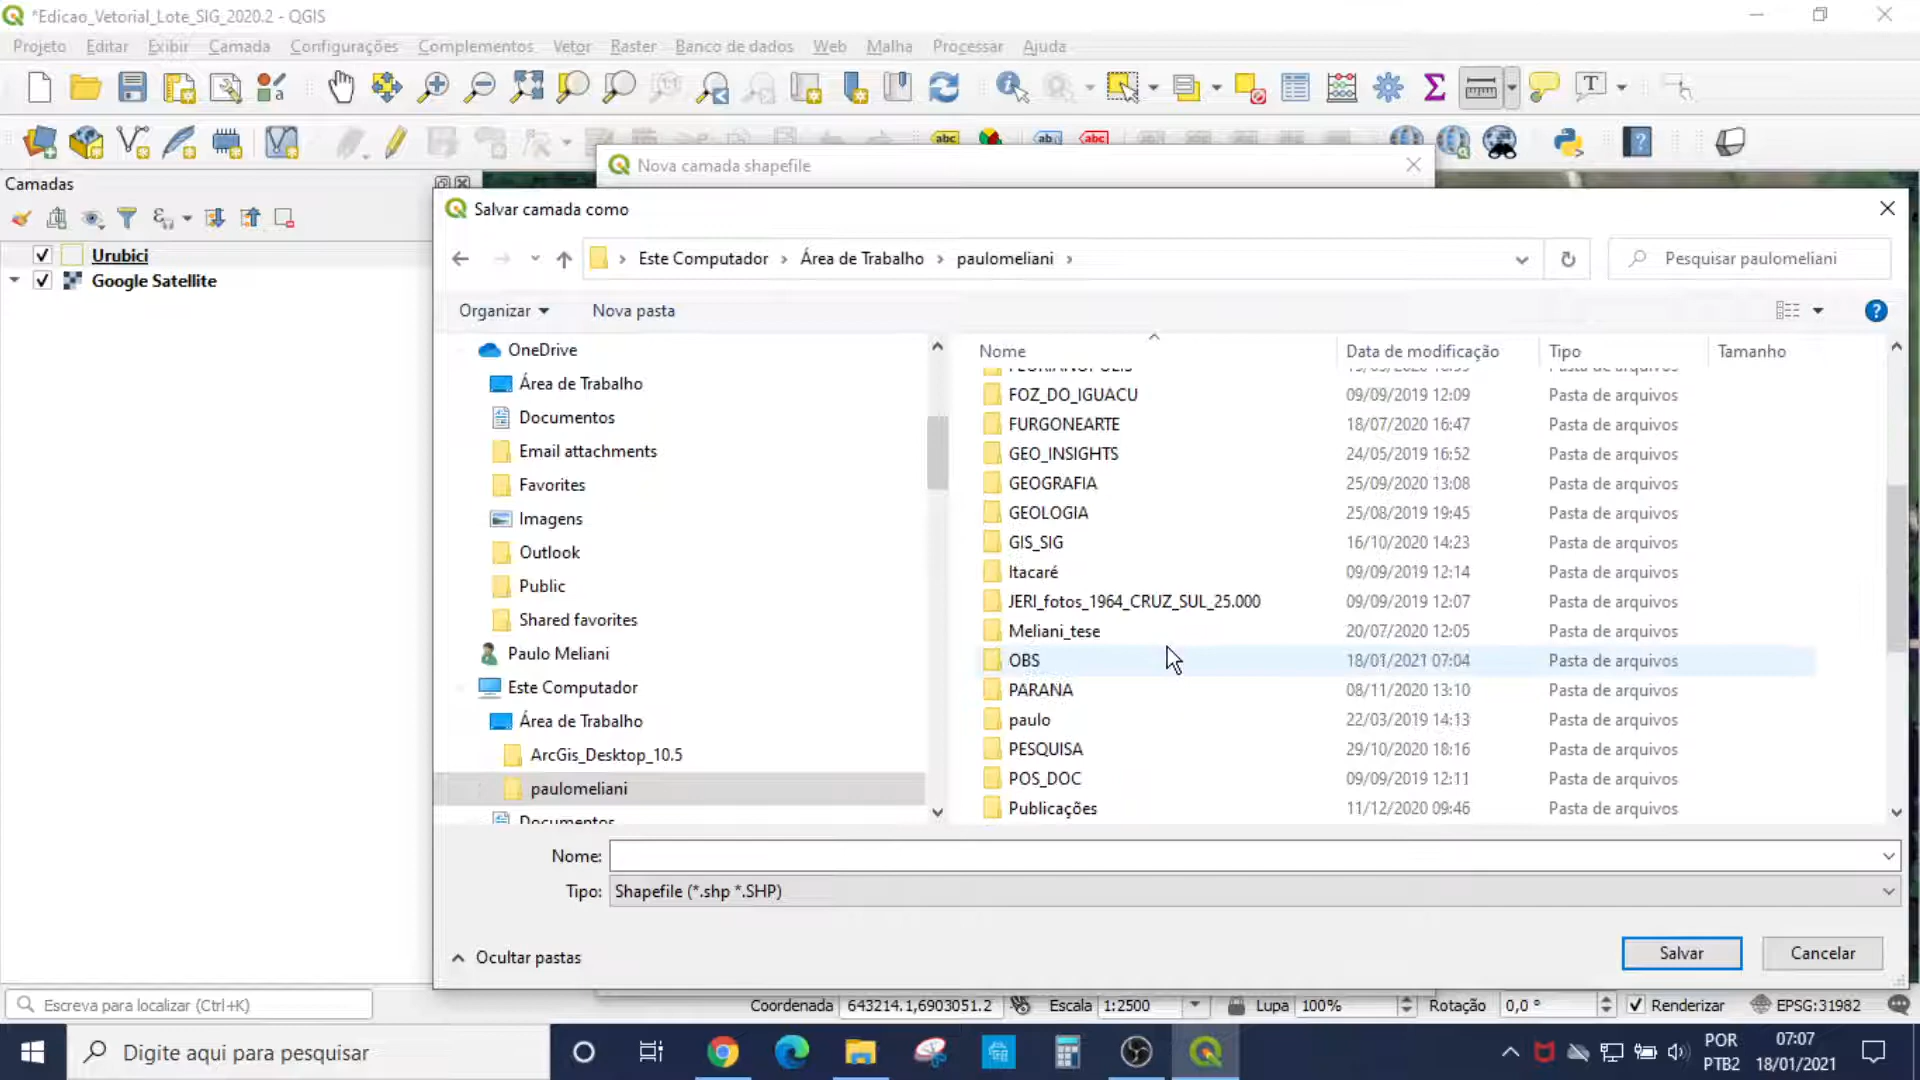 *Edicao_Vetorial_Lote_SIG_2020.2 - QGIS
Projeto Editar Exibir Camada Configurações Complementos Vetor Raster Banco de dados Web Malha Processar Ajuda
abc abc abc
Nova camada shapefile
Camadas
Salvar camada como
Urubici
Google Satellite
Este Computador > Área de Trabalho > paulomeliani >
Pesquisar paulomeliani
Organizar
Nova pasta
OneDrive
Área de Trabalho
Documentos
Email attachments
Favorites
Imagens
Outlook
Public
Shared favorites
Paulo Meliani
Este Computador
Área de Trabalho
ArcGis_Desktop_10.5
paulomeliani
Documentos
Nome Data de modificação Tipo Tamanho
FOZ_DO_IGUACU 09/09/2019 12:09 Pasta de arquivos
FURGONEARTE 18/07/2020 16:47 Pasta de arquivos
GEO_INSIGHTS 24/05/2019 16:52 Pasta de arquivos
GEOGRAFIA 25/09/2020 13:08 Pasta de arquivos
GEOLOGIA 25/08/2019 19:45 Pasta de arquivos
GIS_SIG 16/10/2020 14:23 Pasta de arquivos
Itacaré 09/09/2019 12:14 Pasta de arquivos
JERI_fotos_1964_CRUZ_SUL_25.000 09/09/2019 12:07 Pasta de arquivos
Meliani_tese 20/07/2020 12:05 Pasta de arquivos
OBS 18/01/2021 07:04 Pasta de arquivos
PARANA 08/11/2020 13:10 Pasta de arquivos
paulo 22/03/2019 14:13 Pasta de arquivos
PESQUISA 29/10/2020 18:16 Pasta de arquivos
POS_DOC 09/09/2019 12:11 Pasta de arquivos
Publicações 11/12/2020 09:46 Pasta de arquivos
Nome:
Tipo: Shapefile (*.shp *.SHP)
Ocultar pastas
Salvar
Cancelar
Escreva para localizar (Ctrl+K)
Coordenada 643214.1,6903051.2 Escala 1:2500 Lupa 100% Rotação 0,0 ° Renderizar EPSG:31982
Digite aqui para pesquisar
POR
PTB2
07:07
18/01/2021